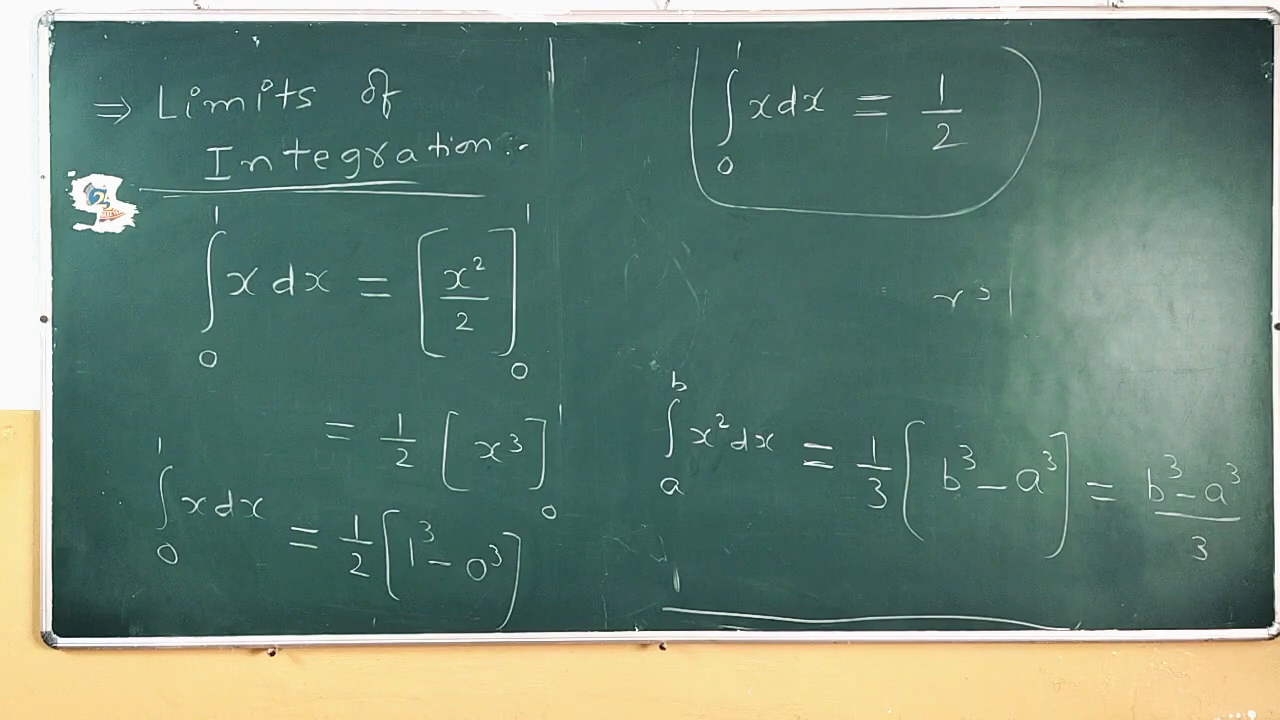 ⇒ Limits of
Integration :-
∫₀¹ x dx = [x²/2]₀¹
= 1/2 [x³]₀¹
∫₀¹ x dx = 1/2 [1³ - 0³]
∫₀¹ x dx = 1/2
∫ₐᵇ x² dx = 1/3 [b³ - a³] = b³ - a³/3